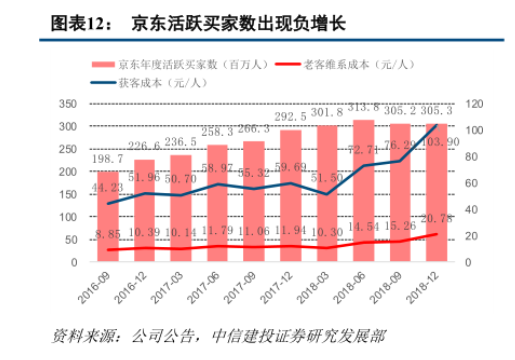 图表12： 京东活跃买家数出现负增长
京东年度活跃买家数（百万人） 老客维系成本（元/人）
获客成本（元/人）
350 300 250 200 150 100 50 0
120 100 80 60 40 20 0
198.7 226.6 236.5 258.3 266.3 292.5 301.8 313.8 305.2 305.3
44.23 51.96 50.70 58.97 55.32 59.69 51.50 72.71 76.29 103.90
8.85 10.39 10.14 11.79 11.06 11.94 10.30 14.54 15.26 20.78
2016-09 2016-12 2017-03 2017-06 2017-09 2017-12 2018-03 2018-06 2018-09 2018-12
资料来源：公司公告，中信建投证券研究发展部